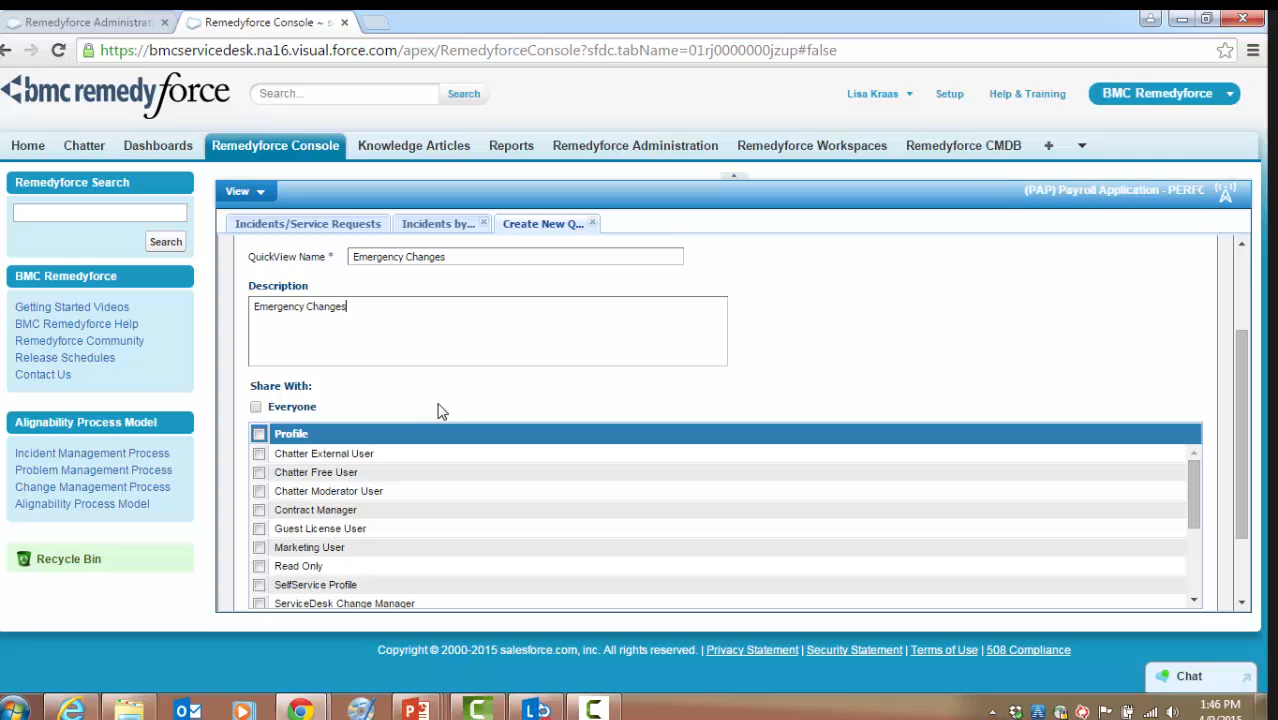 Remedyforce Administrat
Remedyforce Console ~ s
https://bmcservicedesk.na16.visual.force.com/apex/RemedyforceConsole?sfdc.tabName=01rj0000000jzup#false
bmc remedyforce
Search...
Search
Lisa Kraas
Setup
Help & Training
BMC Remedyforce
Home
Chatter
Dashboards
Remedyforce Console
Knowledge Articles
Reports
Remedyforce Administration
Remedyforce Workspaces
Remedyforce CMDB
Remedyforce Search
Search
BMC Remedyforce
Getting Started Videos
BMC Remedyforce Help
Remedyforce Community
Release Schedules
Contact Us
Alignability Process Model
Incident Management Process
Problem Management Process
Change Management Process
Alignability Process Model
Recycle Bin
View
(PAP) Payroll Application - PERFC
Incidents/Service Requests
Incidents by...
Create New Q...
QuickView Name *
Emergency Changes
Description
Emergency Changes
Share With:
Everyone
Profile
Chatter External User
Chatter Free User
Chatter Moderator User
Contract Manager
Guest License User
Marketing User
Read Only
SelfService Profile
ServiceDesk Change Manager
Copyright © 2000-2015 salesforce.com, inc. All rights reserved. | Privacy Statement | Security Statement | Terms of Use | 508 Compliance
Chat
1:46 PM
4/9/2015